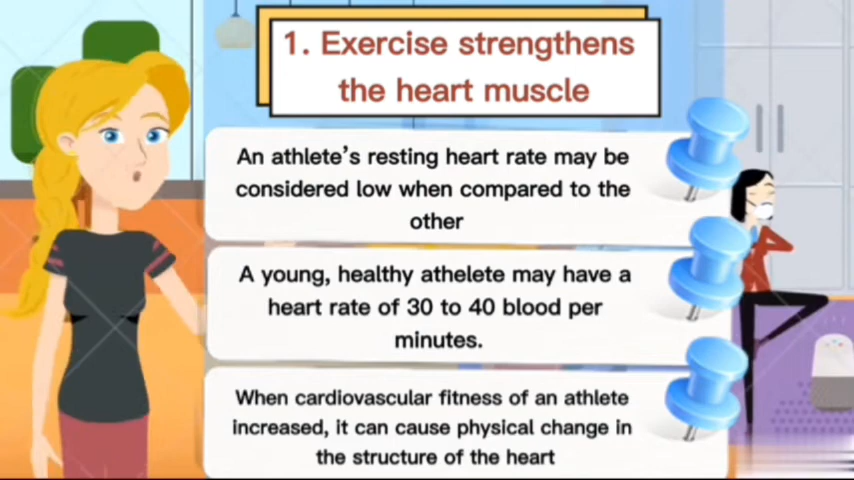 1. Exercise strengthens
the heart muscle
An athlete's resting heart rate may be
considered low when compared to the
other
A young, healthy athelete may have a
heart rate of 30 to 40 blood per
minutes.
When cardiovascular fitness of an athlete
increased, it can cause physical change in
the structure of the heart